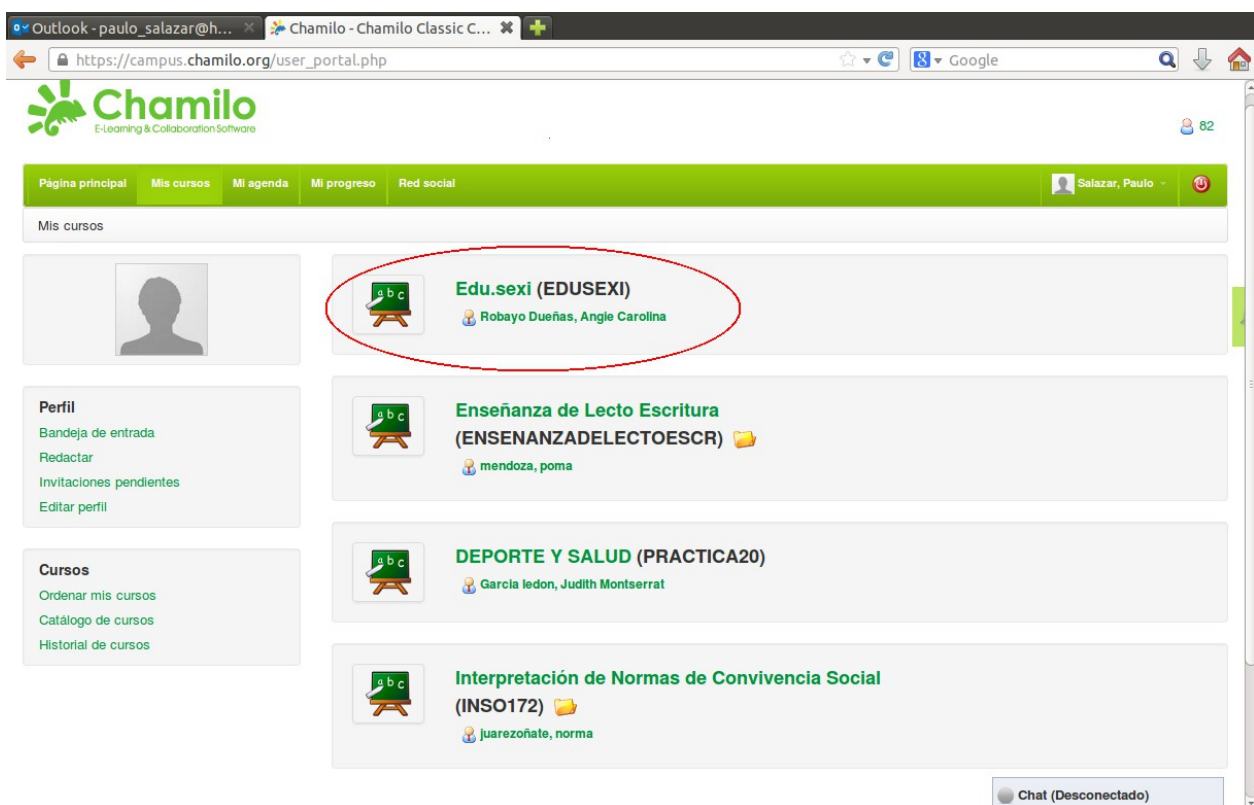 Outlook - paulo_salazar@h...
Chamilo - Chamilo Classic C...
https://campus.chamilo.org/user_portal.php
Google
Chamilo
E-Learning & Collaboration Software
82
Página principal Mis cursos Mi agenda Mi progreso Red social Salazar, Paulo
Mis cursos
Edu.sexi (EDUSEXI)
Robayo Dueñas, Angie Carolina
Perfil
Bandeja de entrada
Redactar
Invitaciones pendientes
Editar perfil
Enseñanza de Lecto Escritura
(ENSENANZADELECTOESCR)
mendoza, poma
Cursos
Ordenar mis cursos
Catálogo de cursos
Historial de cursos
DEPORTE Y SALUD (PRACTICA20)
Garcia ledon, Judith Montserrat
Interpretación de Normas de Convivencia Social
(INSO172)
juarezoñate, norma
Chat (Desconectado)